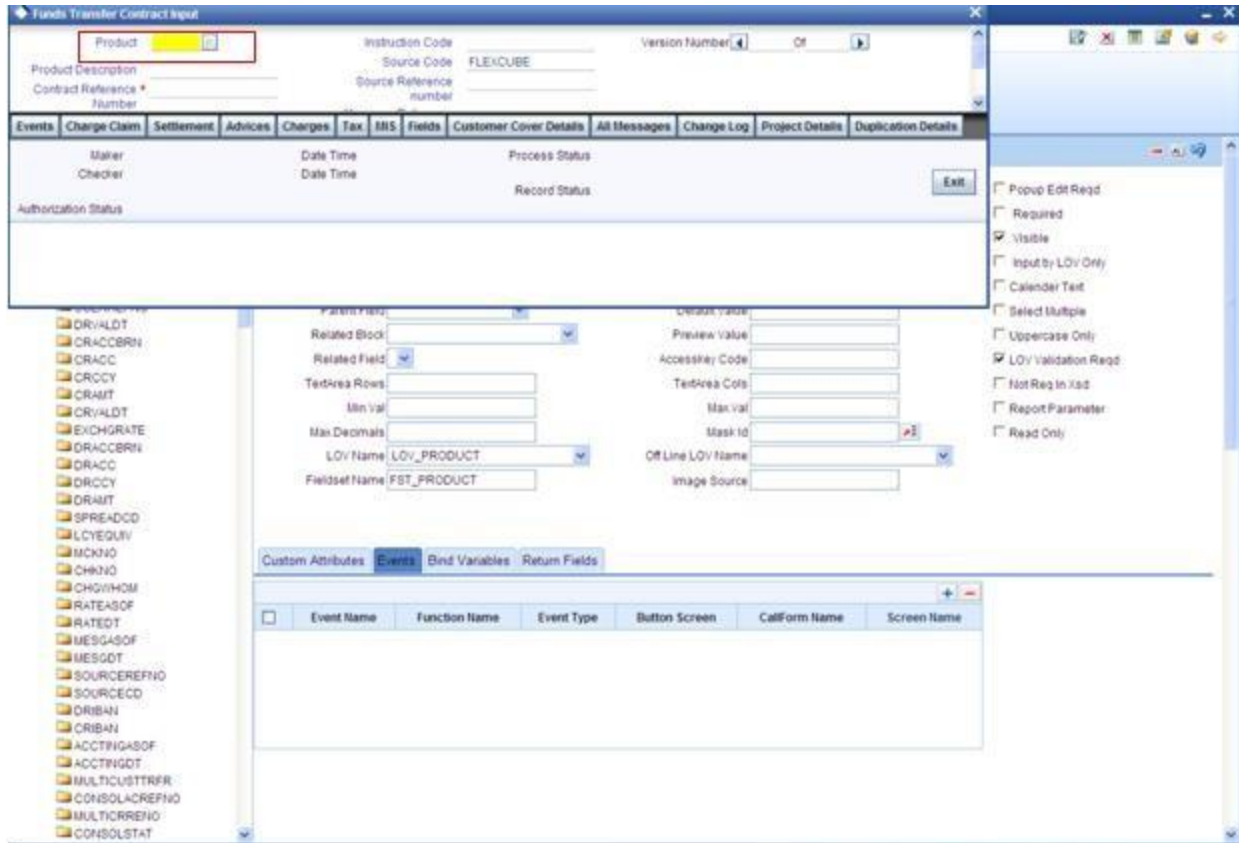 Funds Transfer Contract Input
Product Instruction Code Version Number Of
Product Description Source Code FLEXCUBE
Contract Reference * Source Reference
Number number
Events Charge Claim Settlement Advices Charges Tax MIS Fields Customer Cover Details All Messages Change Log Project Details Duplication Details
Maker Date Time Process Status
Checker Date Time
Record Status Exit
Authorization Status
Popup Edit Reqd
Required
Visible
Input by LOV Only
Calender Text
Select Multiple
Uppercase Only
LOV Validation Reqd
Not Req In Xsd
Report Parameter
Read Only
Parent Field Default Value
Related Block Preview Value
Related Field Accesskey Code
TextArea Rows TextArea Cols
Min Val Max Val
Max Decimals Mask Id
LOV Name LOV_PRODUCT Off Line LOV Name
Fieldset Name FST_PRODUCT Image Source
DRVALDT
CRACCBRN
CRACC
CRCCY
CRAMT
CRVALDT
EXCHGRATE
DRACCBRN
DRACC
DRCCY
DRAMT
SPREADCD
LCYEQUIV
MCKNO
CHKNO
CHGWHOM
RATEASOF
RATEDT
MESGASOF
MESGDT
SOURCEREFNO
SOURCECD
DRIBAN
CRIBAN
ACCTINGASOF
ACCTINGDT
MULTICUSTTRFR
CONSOLACREFNO
MULTICRRENO
CONSOLSTAT
Custom Attributes Events Bind Variables Return Fields
Event Name Function Name Event Type Button Screen CallForm Name Screen Name